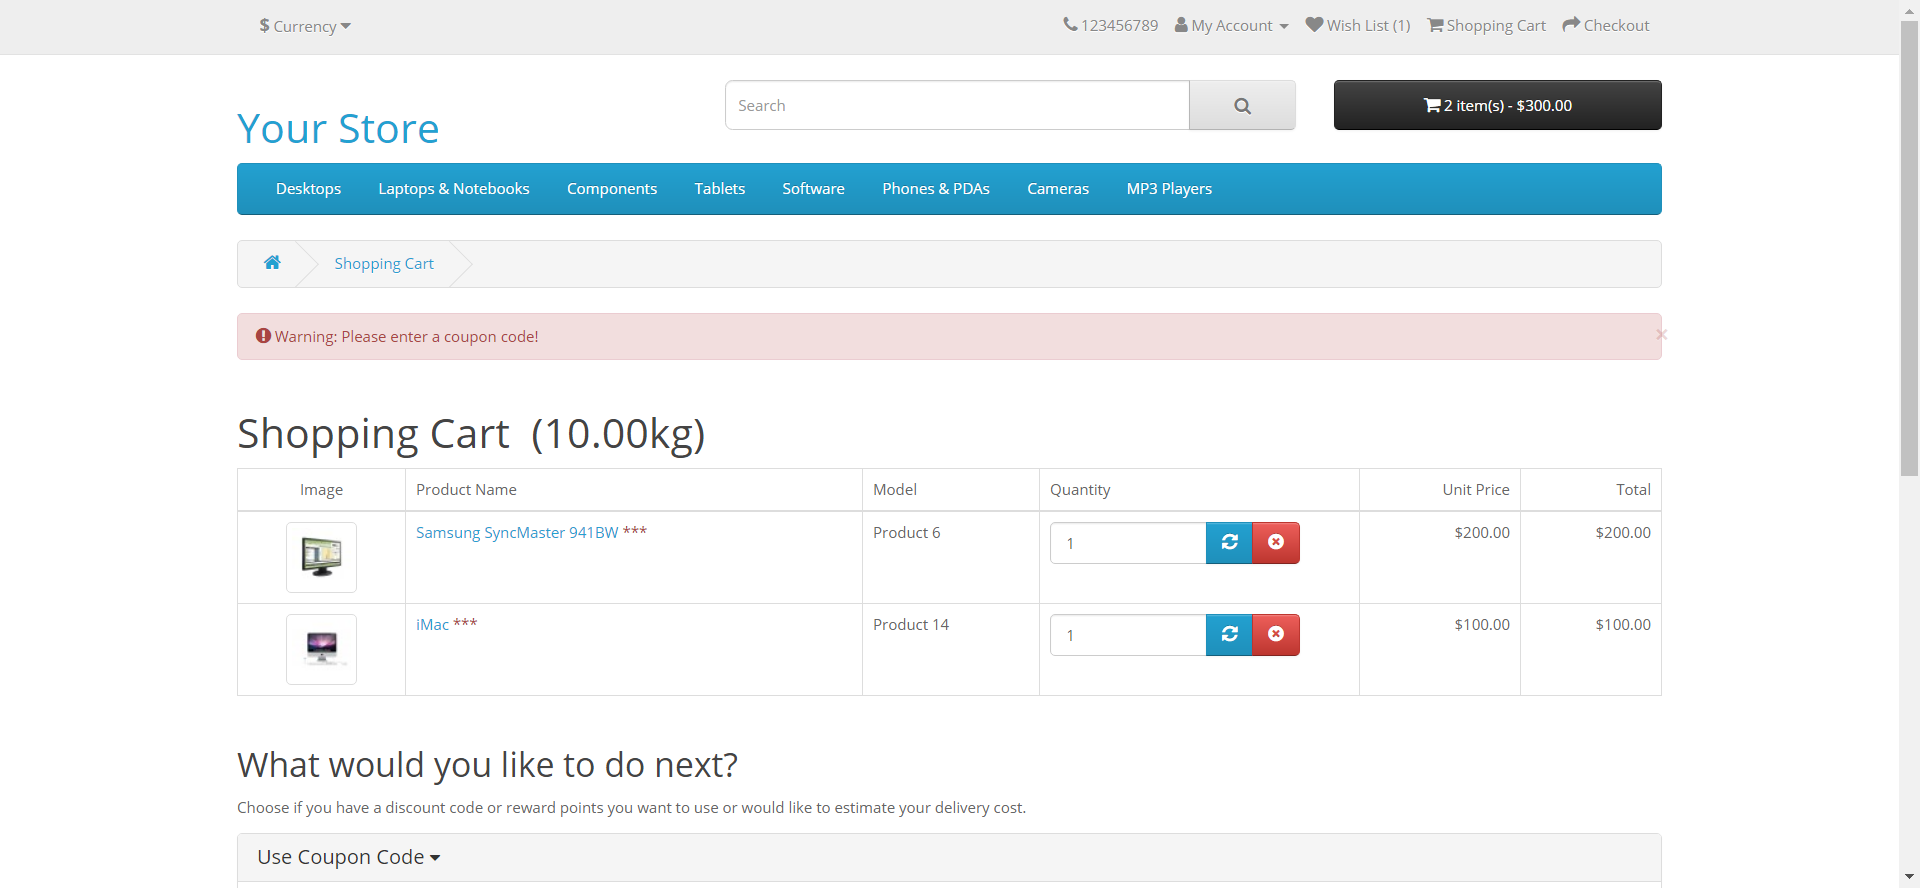 $ Currency
123456789 My Account Wish List (1) Shopping Cart Checkout
Your Store
Search
2 item(s) - $300.00
Desktops Laptops & Notebooks Components Tablets Software Phones & PDAs Cameras MP3 Players
Shopping Cart
Warning: Please enter a coupon code!
×
Shopping Cart (10.00kg)
Image Product Name Model Quantity Unit Price Total
Samsung SyncMaster 941BW *** Product 6 1 $200.00 $200.00
iMac *** Product 14 1 $100.00 $100.00
What would you like to do next?
Choose if you have a discount code or reward points you want to use or would like to estimate your delivery cost.
Use Coupon Code